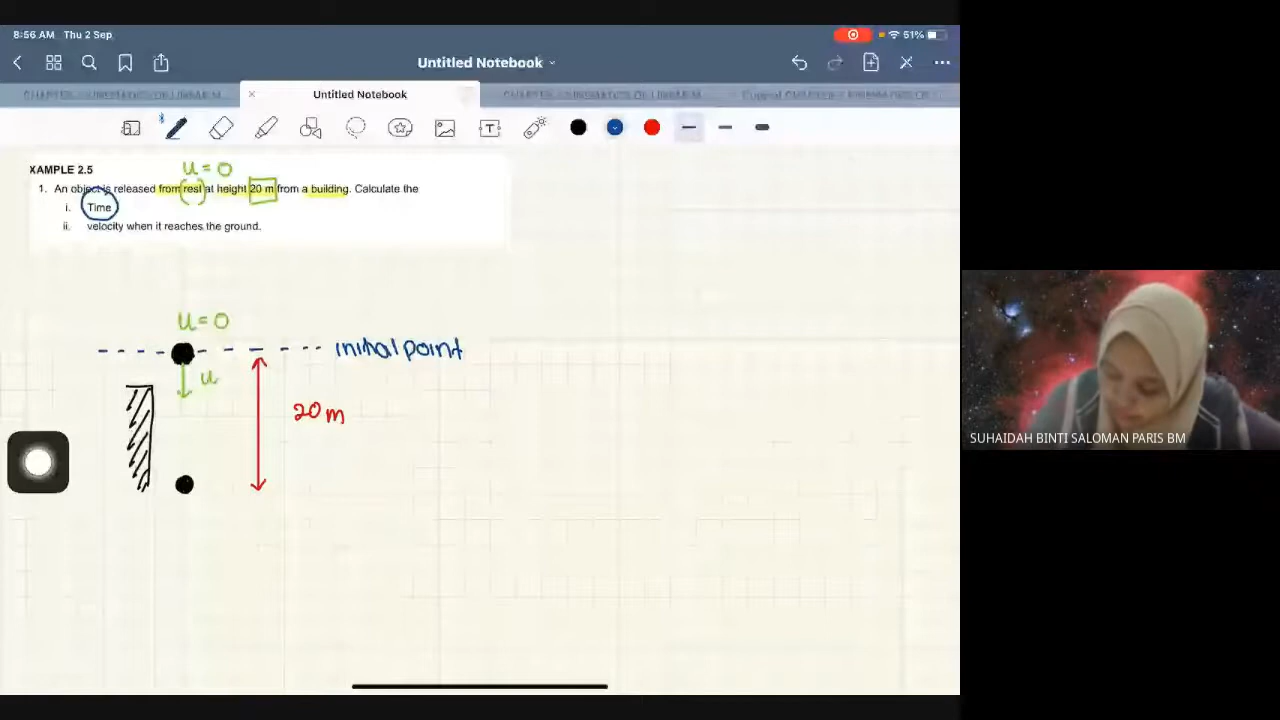 8:56 AM Thu 2 Sep
51%
Untitled Notebook
Untitled Notebook
XAMPLE 2.5
u = 0
1. An object is released from rest at height 20 m from a building. Calculate the
i. Time
ii. velocity when it reaches the ground.
u = 0
initial point
u
20 m
SUHAIDAH BINTI SALOMAN PARIS BM